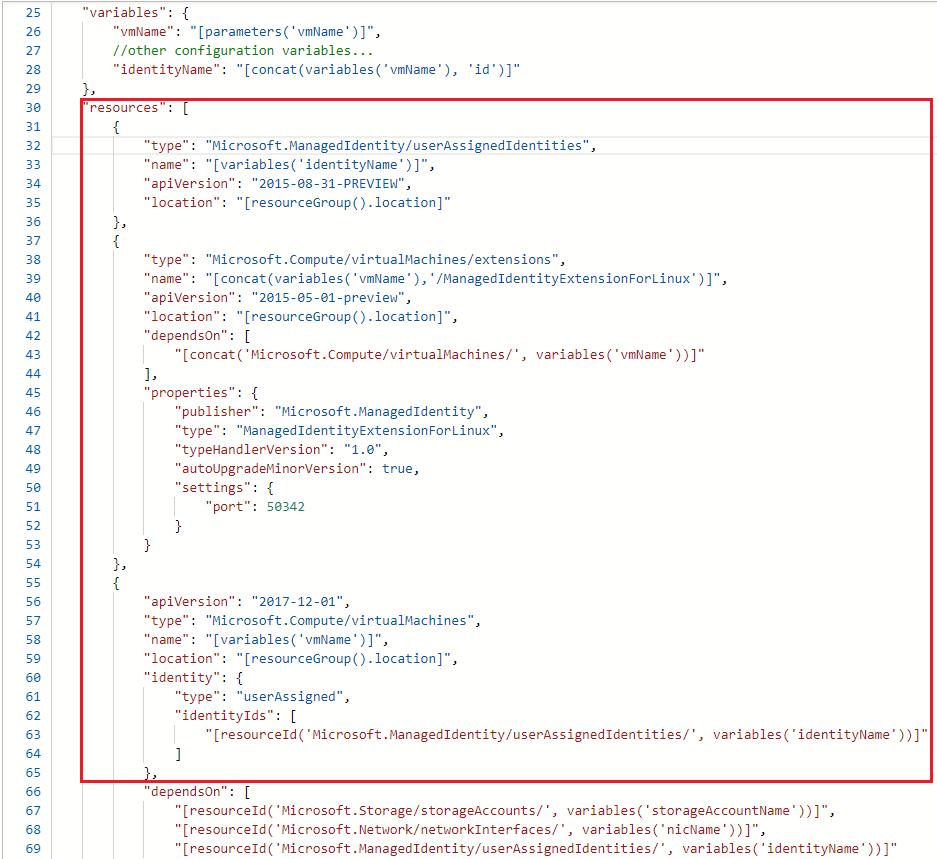 25 "variables": {
26 "vmName": "[parameters('vmName')]",
27 //other configuration variables...
28 "identityName": "[concat(variables('vmName'), 'id')]"
29 },
30 "resources": [
31 {
32 "type": "Microsoft.ManagedIdentity/userAssignedIdentities",
33 "name": "[variables('identityName')]",
34 "apiVersion": "2015-08-31-PREVIEW",
35 "location": "[resourceGroup().location]"
36 },
37 {
38 "type": "Microsoft.Compute/virtualMachines/extensions",
39 "name": "[concat(variables('vmName'),'/ManagedIdentityExtensionForLinux')]",
40 "apiVersion": "2015-05-01-preview",
41 "location": "[resourceGroup().location]",
42 "dependsOn": [
43 "[concat('Microsoft.Compute/virtualMachines/', variables('vmName'))]"
44 ],
45 "properties": {
46 "publisher": "Microsoft.ManagedIdentity",
47 "type": "ManagedIdentityExtensionForLinux",
48 "typeHandlerVersion": "1.0",
49 "autoUpgradeMinorVersion": true,
50 "settings": {
51 "port": 50342
52 }
53 }
54 },
55 {
56 "apiVersion": "2017-12-01",
57 "type": "Microsoft.Compute/virtualMachines",
58 "name": "[variables('vmName')]",
59 "location": "[resourceGroup().location]",
60 "identity": {
61 "type": "userAssigned",
62 "identityIds": [
63 "[resourceId('Microsoft.ManagedIdentity/userAssignedIdentities/', variables('identityName'))]"
64 ]
65 },
66 "dependsOn": [
67 "[resourceId('Microsoft.Storage/storageAccounts/', variables('storageAccountName'))]",
68 "[resourceId('Microsoft.Network/networkInterfaces/', variables('nicName'))]",
69 "[resourceId('Microsoft.ManagedIdentity/userAssignedIdentities/', variables('identityName'))]"